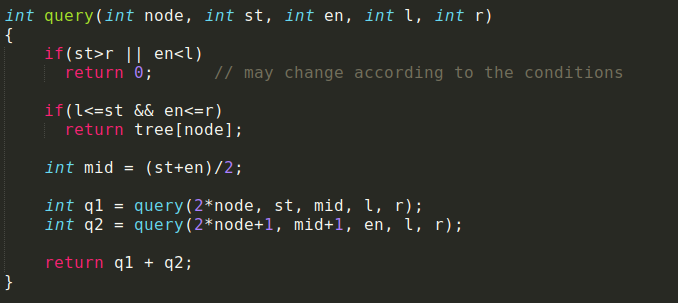 int query(int node, int st, int en, int l, int r)
{
    if(st>r || en<l)
      return 0;      // may change according to the conditions

    if(l<=st && en<=r)
      return tree[node];

    int mid = (st+en)/2;

    int q1 = query(2*node, st, mid, l, r);
    int q2 = query(2*node+1, mid+1, en, l, r);

    return q1 + q2;
}